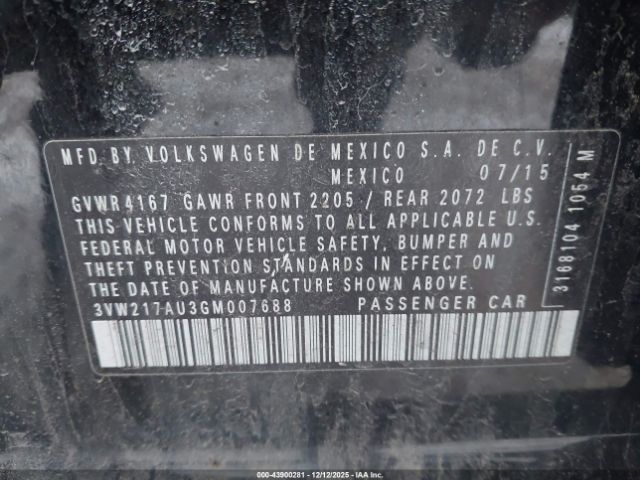 MFD.BY.VOLKSWAGEN DE MEXICO S.A. DE C.V.
MEXICO 07/15
GVWR4167 GAWR FRONT 2205 / REAR 2072 LBS
THIS VEHICLE CONFORMS TO ALL APPLICABLE U.S.
FEDERAL MOTOR VEHICLE SAFETY, BUMPER AND
THEFT PREVENTION STANDARDS IN EFFECT ON
THE DATE OF MANUFACTURE SHOWN ABOVE.
3VW217AU3GM007688 PASSENGER CAR
3168104 1054 M
000-43900281 - 12/12/2025 - IAA Inc.